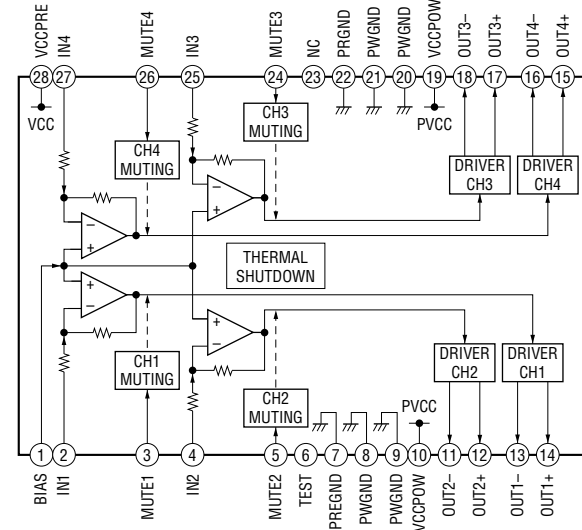 VCCPRE IN4 MUTE4 IN3 MUTE3 NC PRGND PWGND PWGND VCCPOW OUT3– OUT3+ OUT4– OUT4+
28 27 26 25 24 23 22 21 20 19 18 17 16 15
VCC PVCC
CH4
MUTING
CH3
MUTING
DRIVER
CH3
DRIVER
CH4
–
+
–
+
THERMAL
SHUTDOWN
+
–
+
–
CH1
MUTING
CH2
MUTING
DRIVER
CH2
DRIVER
CH1
PVCC
1 2 3 4 5 6 7 8 9 10 11 12 13 14
BIAS IN1 MUTE1 IN2 MUTE2 TEST PREGND PWGND PWGND VCCPOW OUT2– OUT2+ OUT1– OUT1+